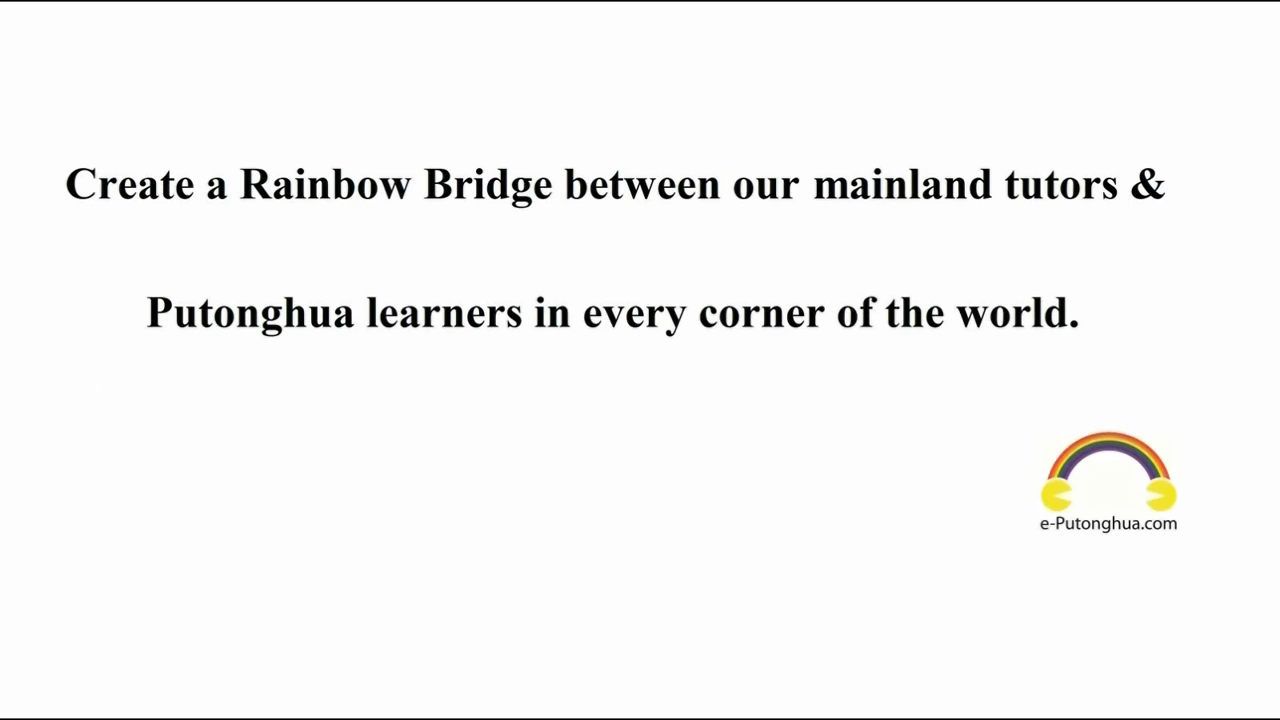 Create a Rainbow Bridge between our mainland tutors &
Putonghua learners in every corner of the world.
e-Putonghua.com